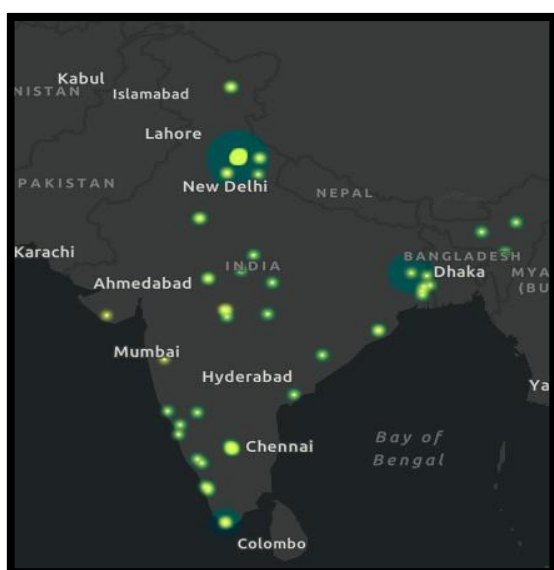 Kabul
NISTAN
Islamabad
Lahore
PAKISTAN
New Delhi
NEPAL
Karachi
INDIA
BANGLADESH
Ahmedabad
Dhaka
MYA
(BU
Mumbai
Hyderabad
Ya
Chennai
Bay of
Bengal
Colombo